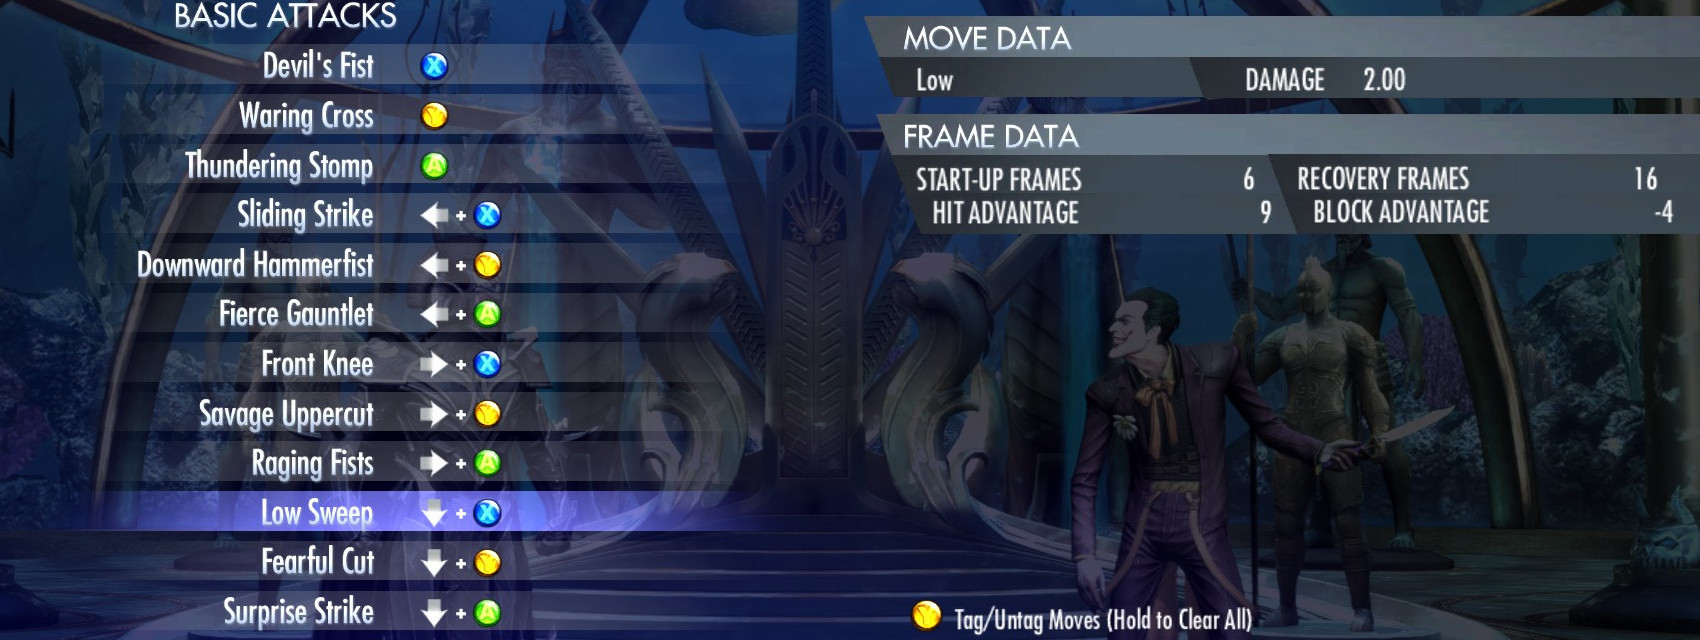 BASIC ATTACKS
Devil's Fist X
Waring Cross Y
Thundering Stomp A
Sliding Strike + X
Downward Hammerfist + Y
Fierce Gauntlet + A
Front Knee + X
Savage Uppercut + Y
Raging Fists + A
Low Sweep + X
Fearful Cut + Y
Surprise Strike + A
MOVE DATA
Low DAMAGE 2.00
FRAME DATA
START-UP FRAMES 6 RECOVERY FRAMES 16
HIT ADVANTAGE 9 BLOCK ADVANTAGE -4
Y Tag/Untag Moves (Hold to Clear All)